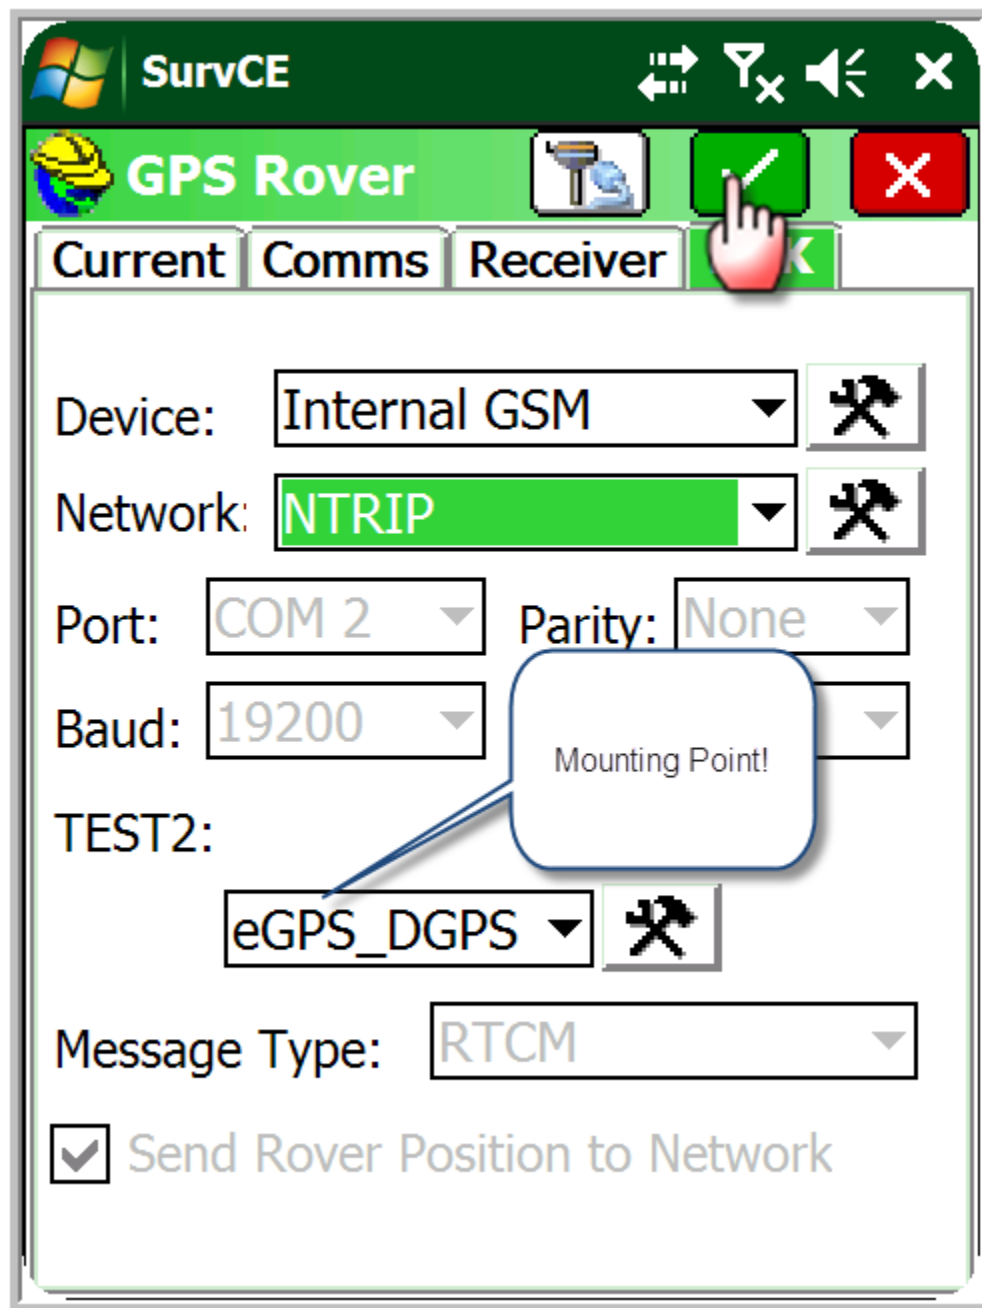 SurvCE
GPS Rover
Current Comms Receiver
Device: Internal GSM
Network: NTRIP
Port: COM 2 Parity: None
Baud: 19200
Mounting Point!
TEST2:
eGPS_DGPS
Message Type: RTCM
Send Rover Position to Network